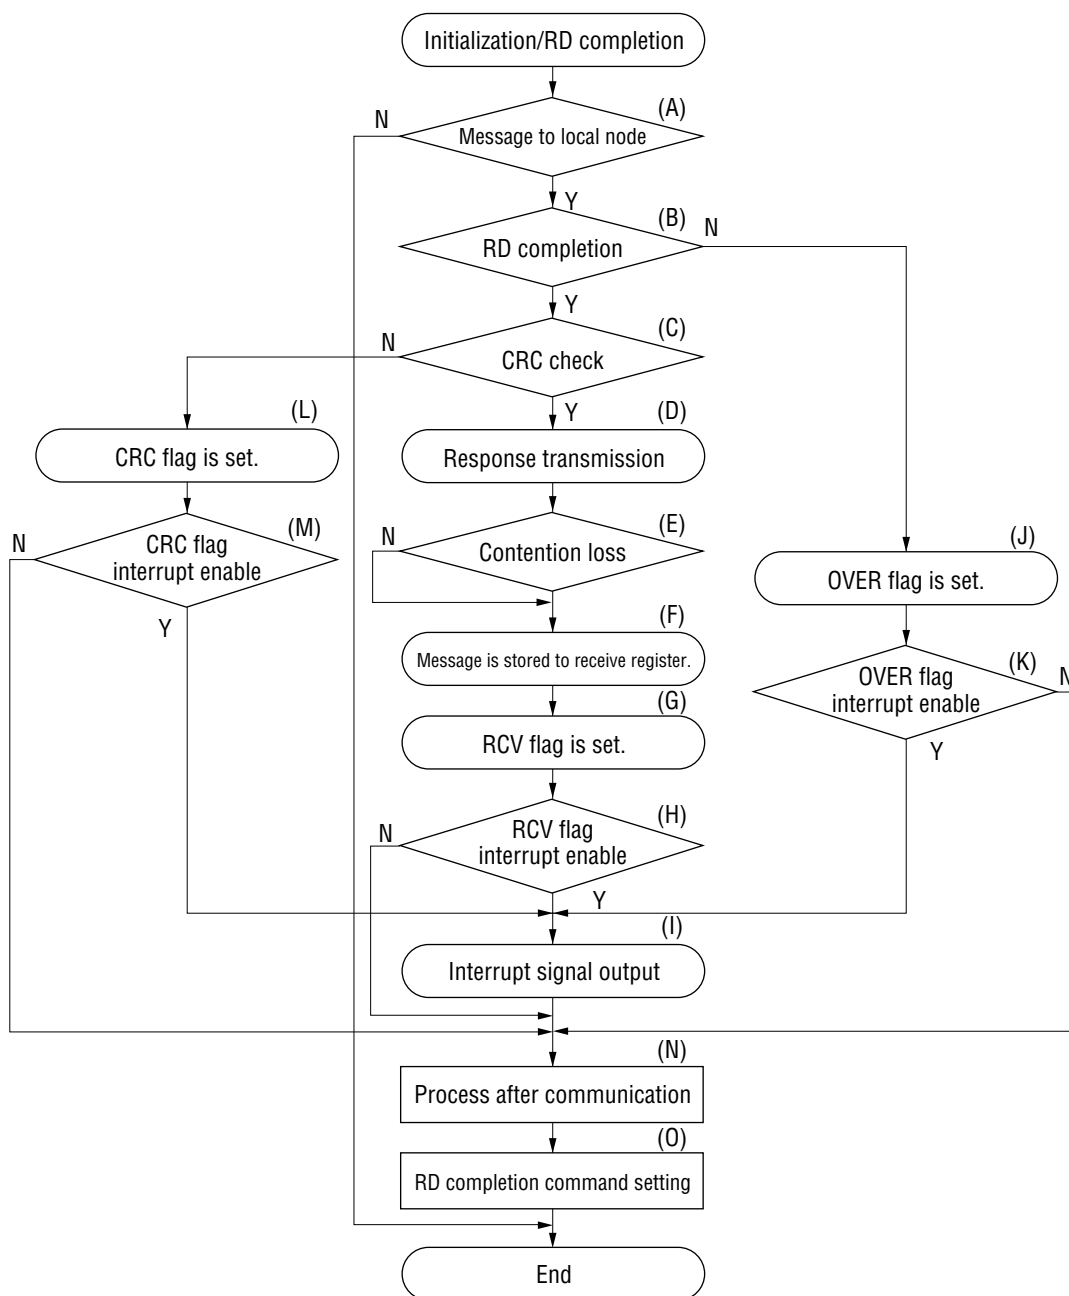 Initialization/RD completion
(A)
N
Message to local node
Y
(B)
N
RD completion
Y
(C)
N
CRC check
Y
(D)
(L)
CRC flag is set.
Response transmission
(E)
N
Contention loss
(M)
N
CRC flag
interrupt enable
Y
(J)
OVER flag is set.
(F)
Message is stored to receive register.
(K)
N
OVER flag
interrupt enable
Y
(G)
RCV flag is set.
(H)
N
RCV flag
interrupt enable
Y
(I)
Interrupt signal output
(N)
Process after communication
(O)
RD completion command setting
End